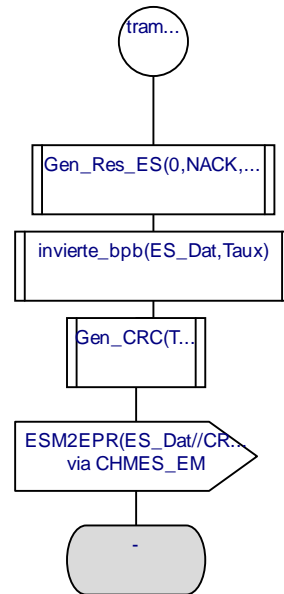 tram...
Gen_Res_ES(0,NACK,...
invierte_bpb(ES_Dat,Taux)
Gen_CRC(T...
ESM2EPR(ES_Dat//CR...
via CHMES_EM
-